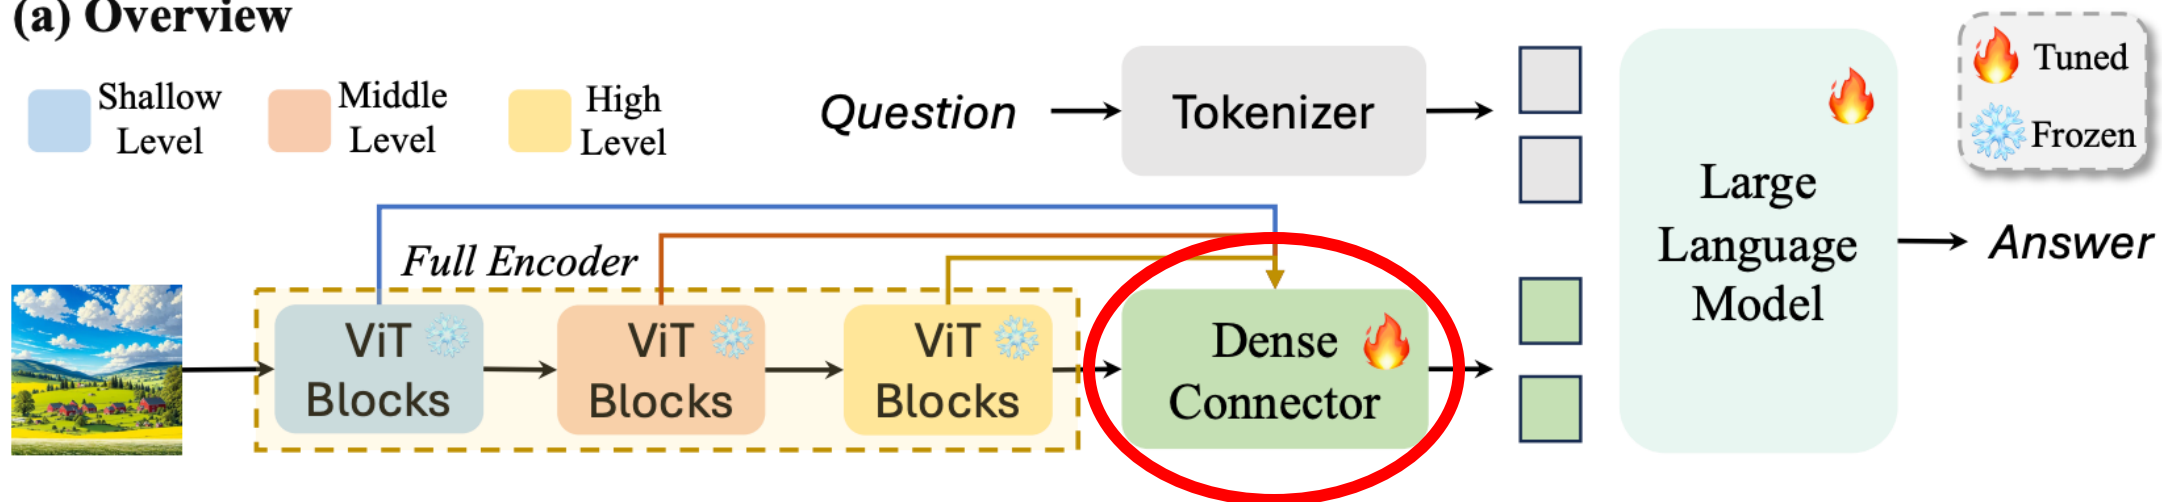 (a) Overview
Shallow
Level
Middle
Level
High
Level
Question
Tokenizer
Tuned
Frozen
Full Encoder
ViT
Blocks
ViT
Blocks
ViT
Blocks
Dense
Connector
Large
Language
Model
Answer